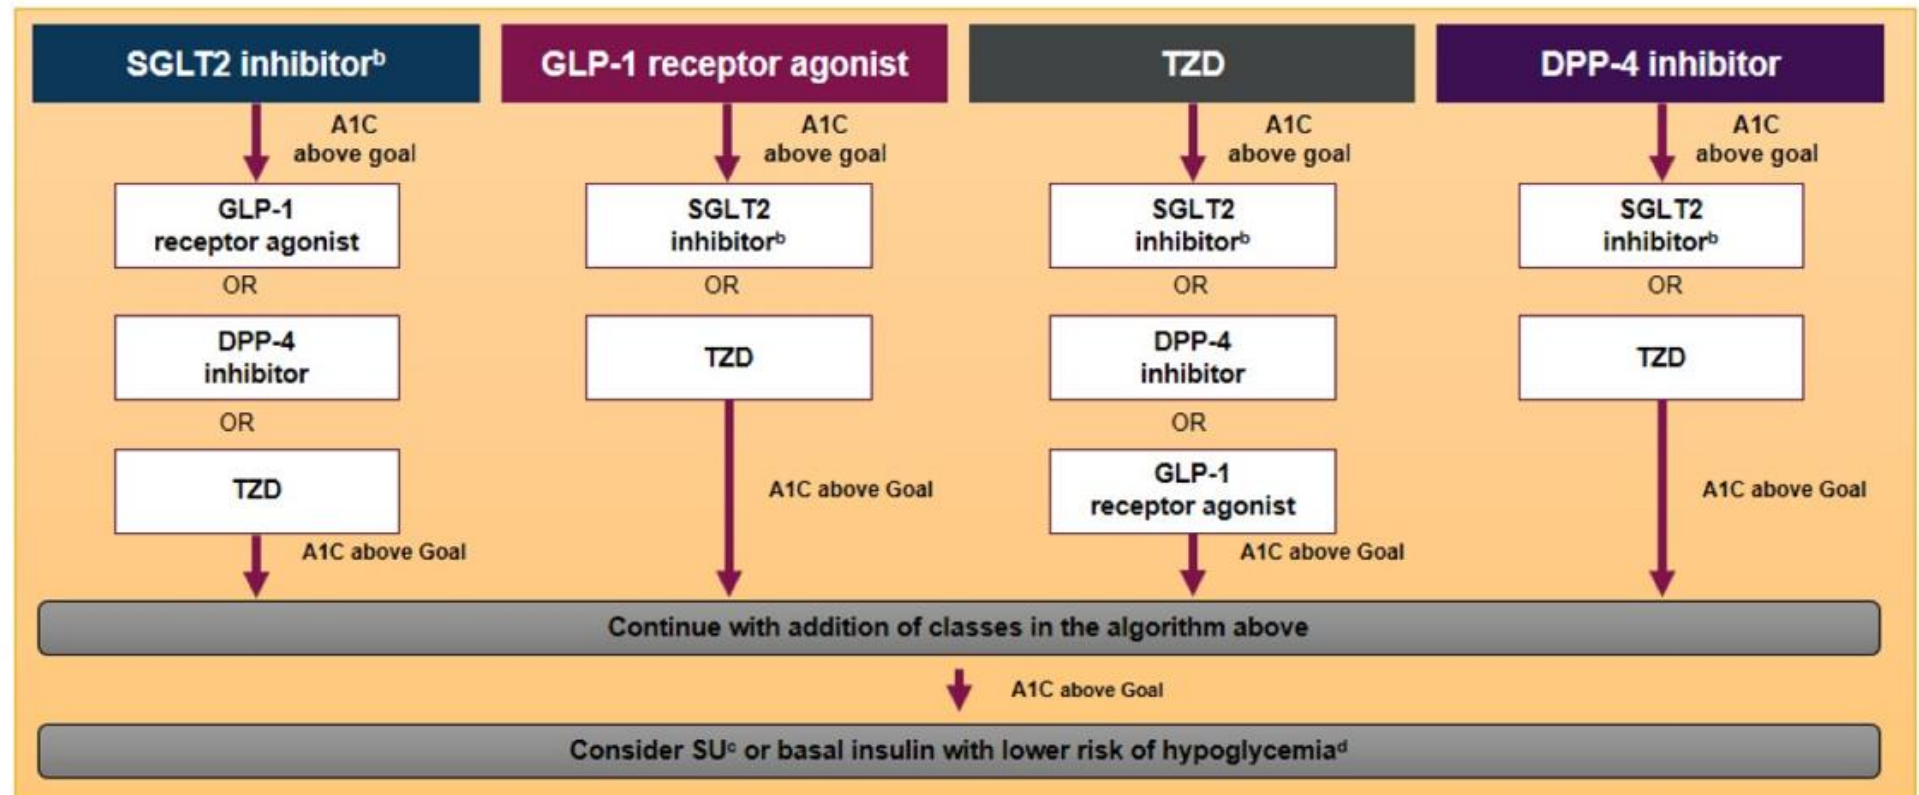 SGLT2 inhibitorᵇ
A1C
above goal
GLP-1
receptor agonist
OR
DPP-4
inhibitor
OR
TZD
A1C above Goal
GLP-1 receptor agonist
A1C
above goal
SGLT2
inhibitorᵇ
OR
TZD
A1C above Goal
TZD
A1C
above goal
SGLT2
inhibitorᵇ
OR
DPP-4
inhibitor
OR
GLP-1
receptor agonist
A1C above Goal
DPP-4 inhibitor
A1C
above goal
SGLT2
inhibitorᵇ
OR
TZD
A1C above Goal
Continue with addition of classes in the algorithm above
A1C above Goal
Consider SUᶜ or basal insulin with lower risk of hypoglycemiaᵈ